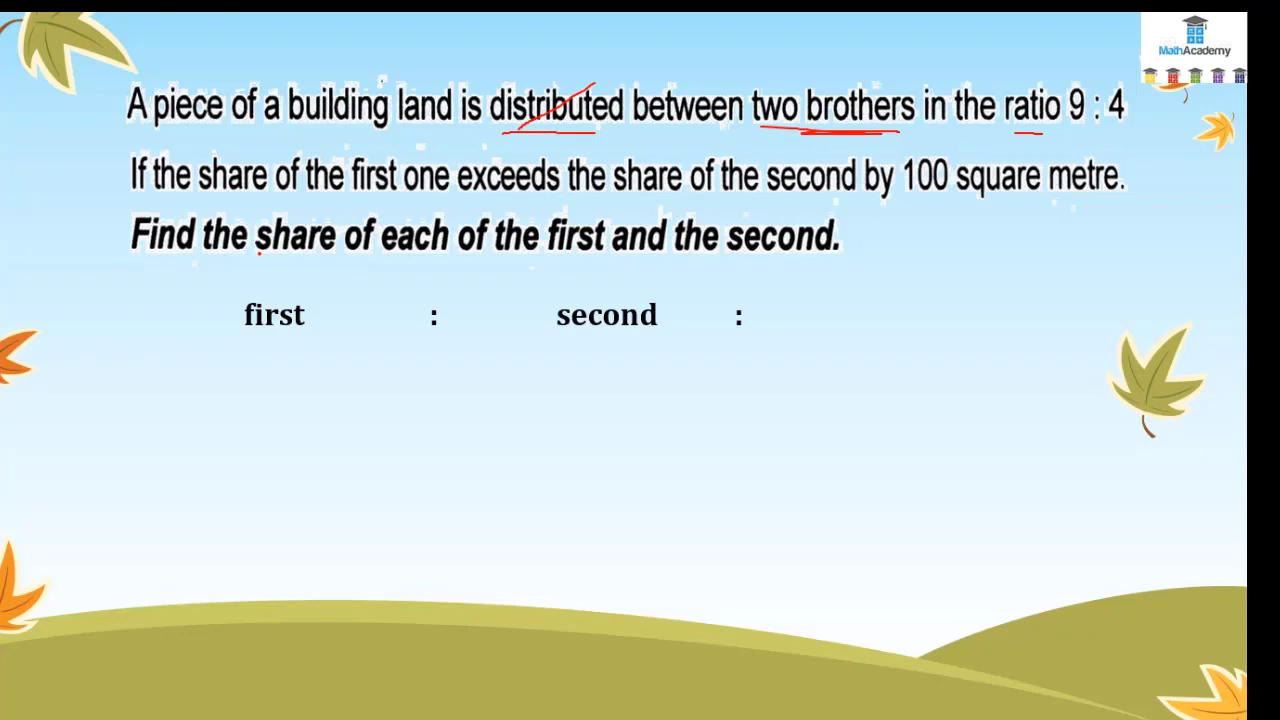 MathAcademy
A piece of a building land is distributed between two brothers in the ratio 9 : 4
If the share of the first one exceeds the share of the second by 100 square metre.
Find the share of each of the first and the second.
first : second :